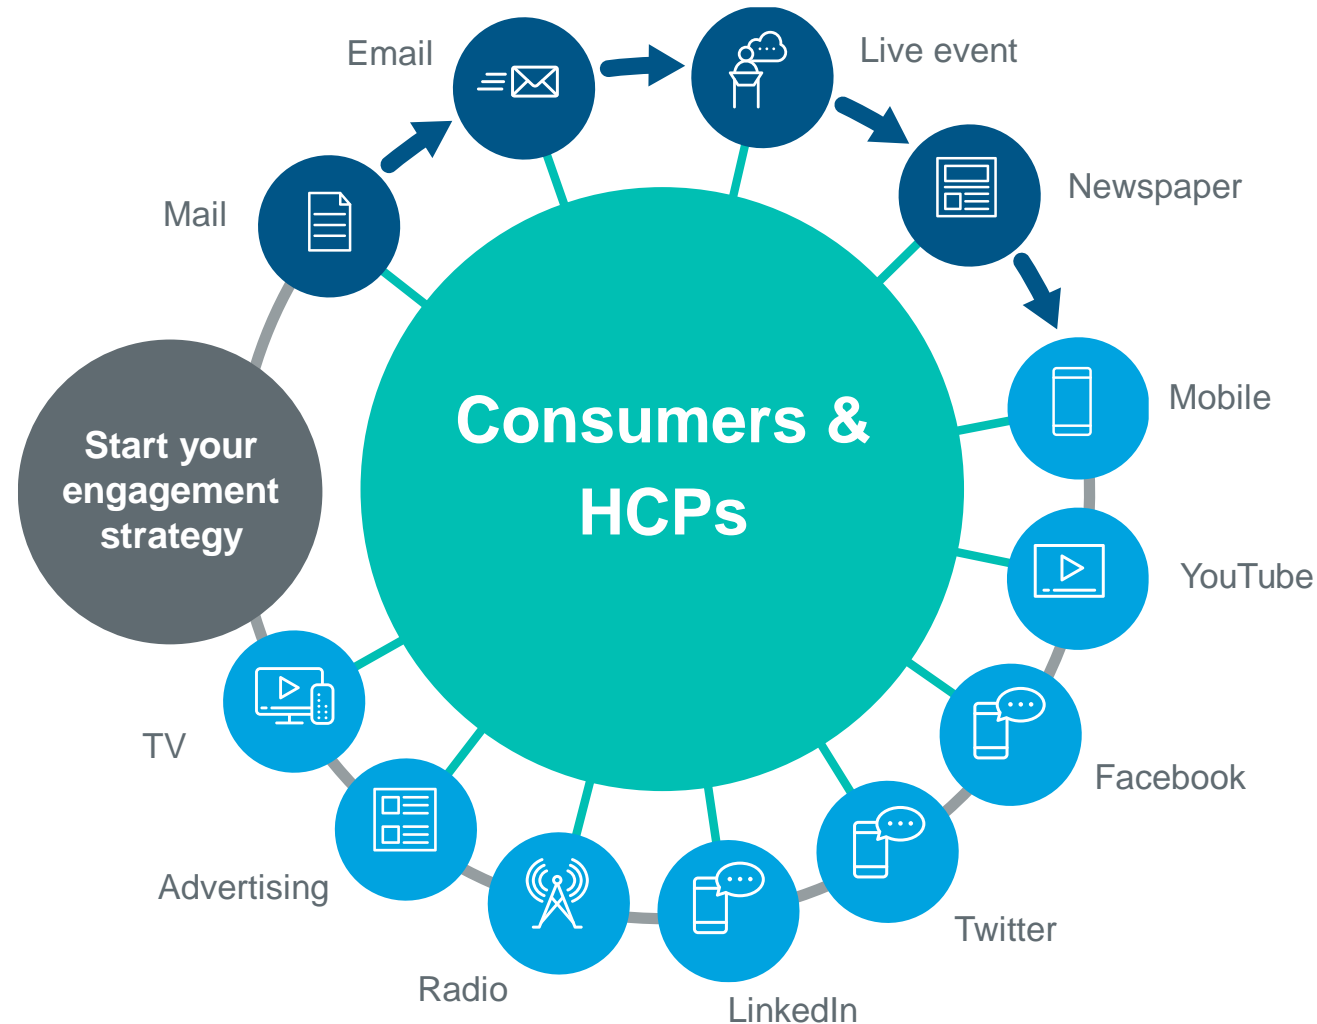 Email
Live event
Mail
Newspaper
Start your
engagement
strategy
Consumers &
HCPs
Mobile
YouTube
Facebook
Twitter
LinkedIn
Radio
Advertising
TV